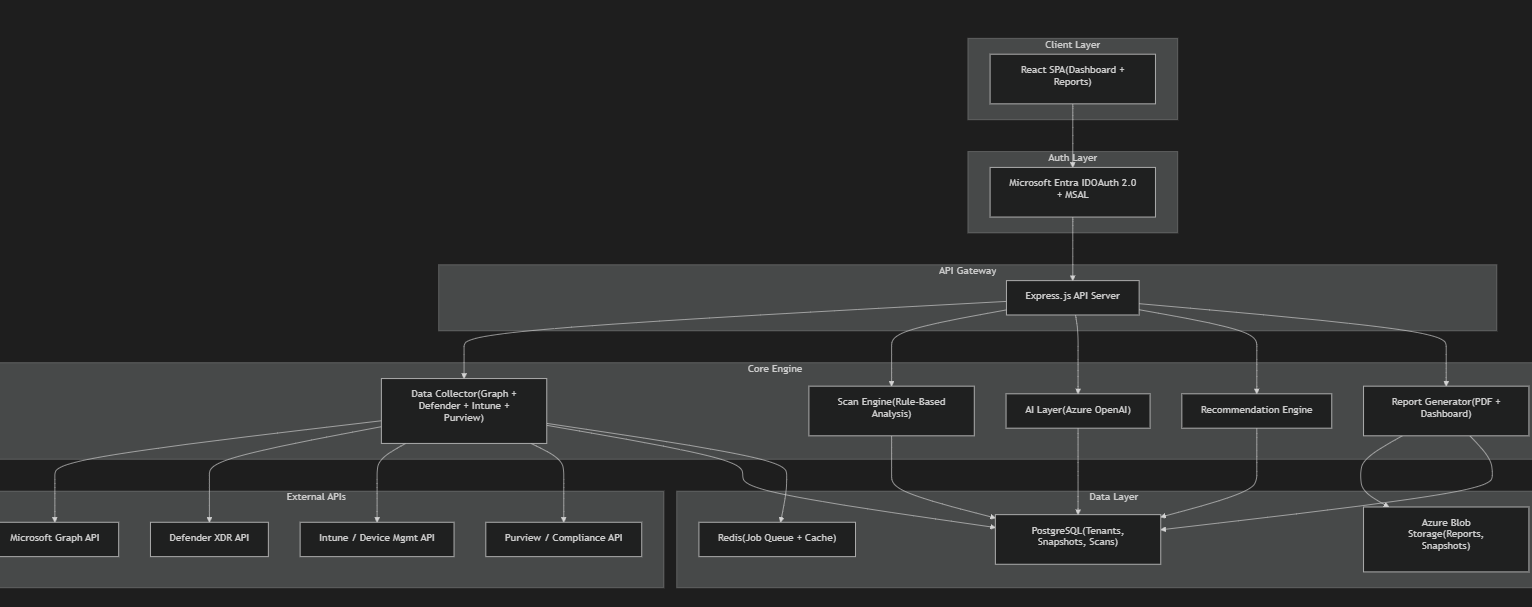 Client Layer
React SPA(Dashboard +
Reports)
Auth Layer
Microsoft Entra IDOAuth 2.0
+ MSAL
API Gateway
Express.js API Server
Core Engine
Data Collector(Graph +
Defender + Intune +
Purview)
Scan Engine(Rule-Based
Analysis)
AI Layer(Azure OpenAI)
Recommendation Engine
Report Generator(PDF +
Dashboard)
External APIs
Microsoft Graph API
Defender XDR API
Intune / Device Mgmt API
Purview / Compliance API
Data Layer
Redis(Job Queue + Cache)
PostgreSQL(Tenants,
Snapshots, Scans)
Azure Blob
Storage(Reports,
Snapshots)